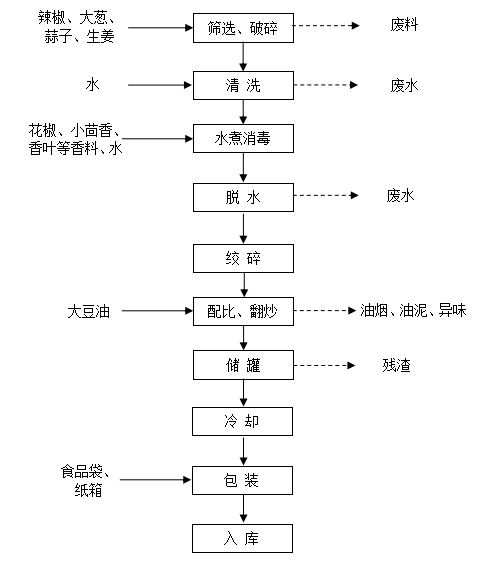 辣椒、大葱、
蒜子、生姜
筛选、破碎
废料
水
清 洗
废水
花椒、小茴香、
香叶等香料、水
水煮消毒
脱 水
废水
绞 碎
大豆油
配比、翻炒
油烟、油泥、异味
储 罐
残渣
冷 却
食品袋、
纸箱
包 装
入 库